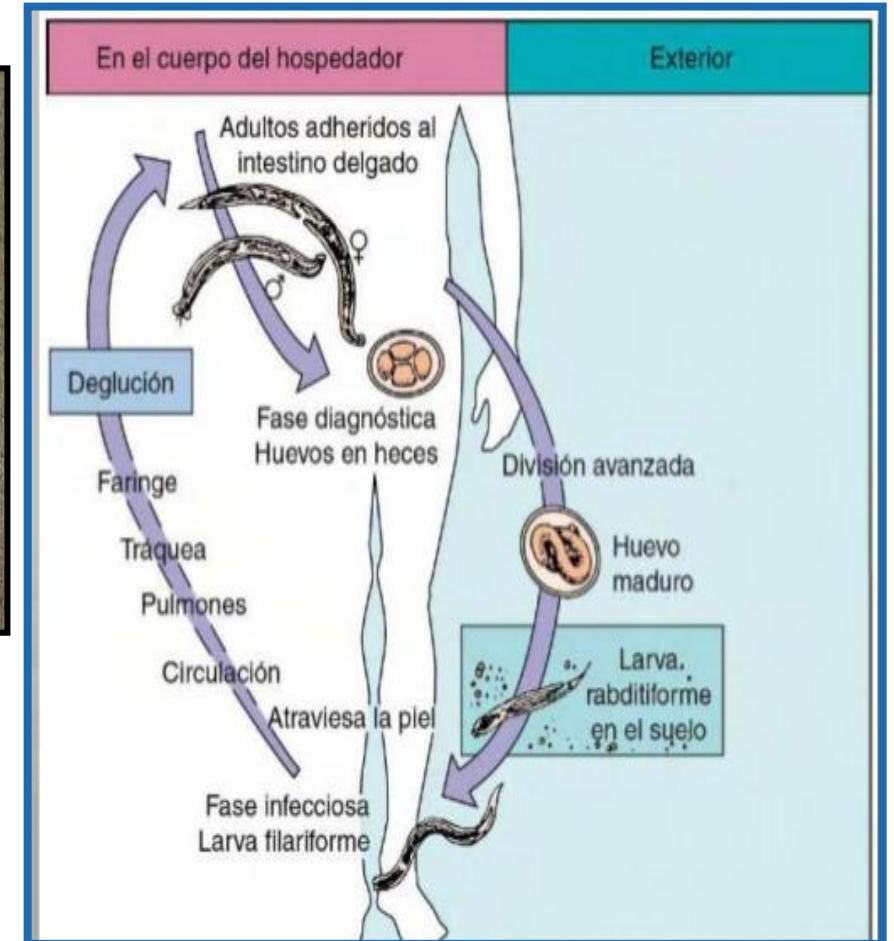 En el cuerpo del hospedador
Exterior
Adultos adheridos al
intestino delgado
♀
♂
Deglución
Fase diagnóstica
Huevos en heces
Faringe
Tráquea
Pulmones
Circulación
Atraviesa la piel
Fase infecciosa
Larva filariforme
División avanzada
Huevo
maduro
Larva.
rabditiforme
en el suelo